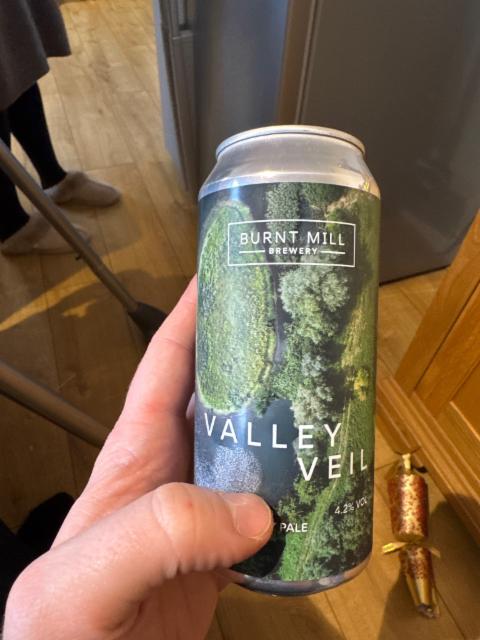 BURNT MILL
BREWERY
VALLEY
VEIL
4.2% VOL
PALE